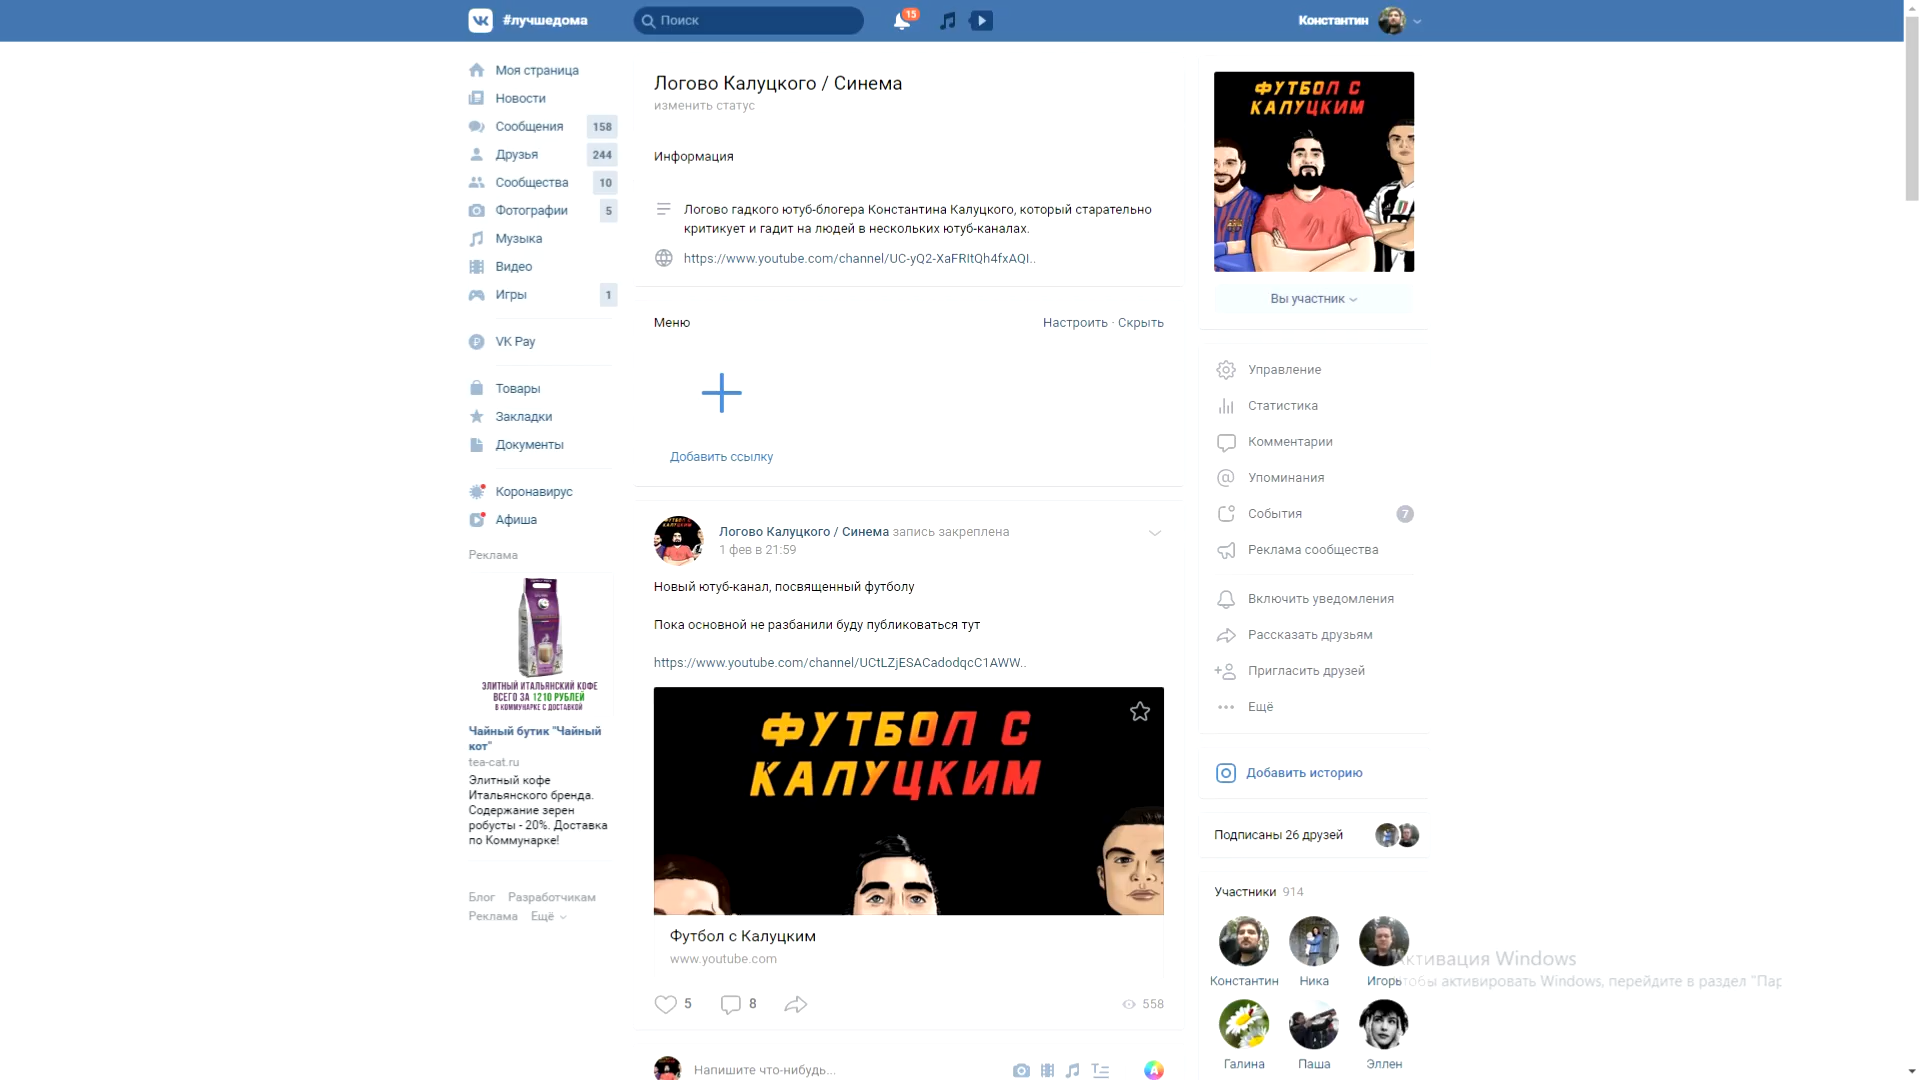 #лучшедома
Поиск
15
Константин
Моя страница
Новости
Сообщения 158
Друзья 244
Сообщества 10
Фотографии 5
Музыка
Видео
Игры 1
VK Pay
Товары
Закладки
Документы
Коронавирус
Афиша
Реклама
ЭЛИТНЫЙ ИТАЛЬЯНСКИЙ КОФЕ
ВСЕГО ЗА 1210 РУБЛЕЙ
В КОММУНАРКЕ С ДОСТАВКОЙ
Чайный бутик "Чайный
кот"
tea-cat.ru
Элитный кофе
Итальянского бренда.
Содержание зерен
робусты - 20%. Доставка
по Коммунарке!
Блог Разработчикам
Реклама Ещё
Логово Калуцкого / Синема
изменить статус
Информация
Логово гадкого ютуб-блогера Константина Калуцкого, который старательно
критикует и гадит на людей в нескольких ютуб-каналах.
https://www.youtube.com/channel/UC-yQ2-XaFRItQh4fxAQI..
Меню
Настроить · Скрыть
Добавить ссылку
Логово Калуцкого / Синема запись закреплена
1 фев в 21:59
Новый ютуб-канал, посвященный футболу
Пока основной не разбанили буду публиковаться тут
https://www.youtube.com/channel/UCtLZjESACadodqcC1AWW..
ФУТБОЛ С
КАЛУЦКИМ
Футбол с Калуцким
www.youtube.com
5
8
558
Напишите что-нибудь...
ФУТБОЛ С
КАЛУЦКИМ
Вы участник
Управление
Статистика
Комментарии
Упоминания
События 7
Реклама сообщества
Включить уведомления
Рассказать друзьям
Пригласить друзей
Ещё
Добавить историю
Подписаны 26 друзей
Участники 914
Константин Ника Игорь
Галина Паша Эллен
Активация Windows
Чтобы активировать Windows, перейдите в раздел "Пар